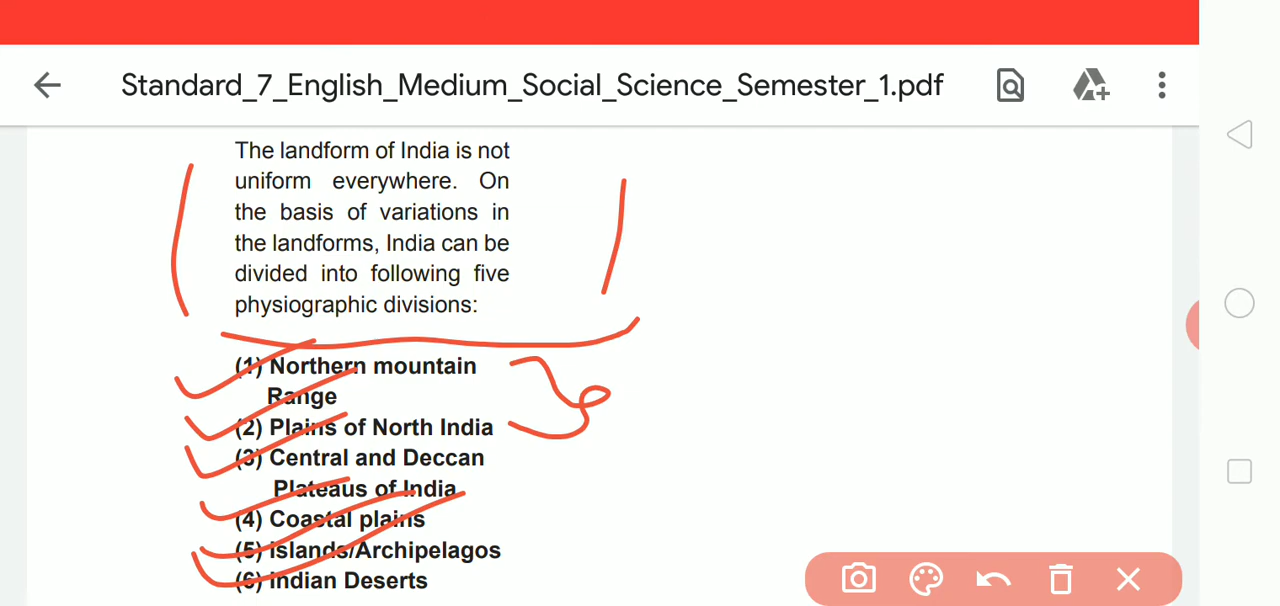 Standard_7_English_Medium_Social_Science_Semester_1.pdf
The landform of India is not
uniform everywhere. On
the basis of variations in
the landforms, India can be
divided into following five
physiographic divisions:
(1) Northern mountain
Range
(2) Plains of North India
(3) Central and Deccan
Plateaus of India
(4) Coastal plains
(5) Islands/Archipelagos
(6) Indian Deserts